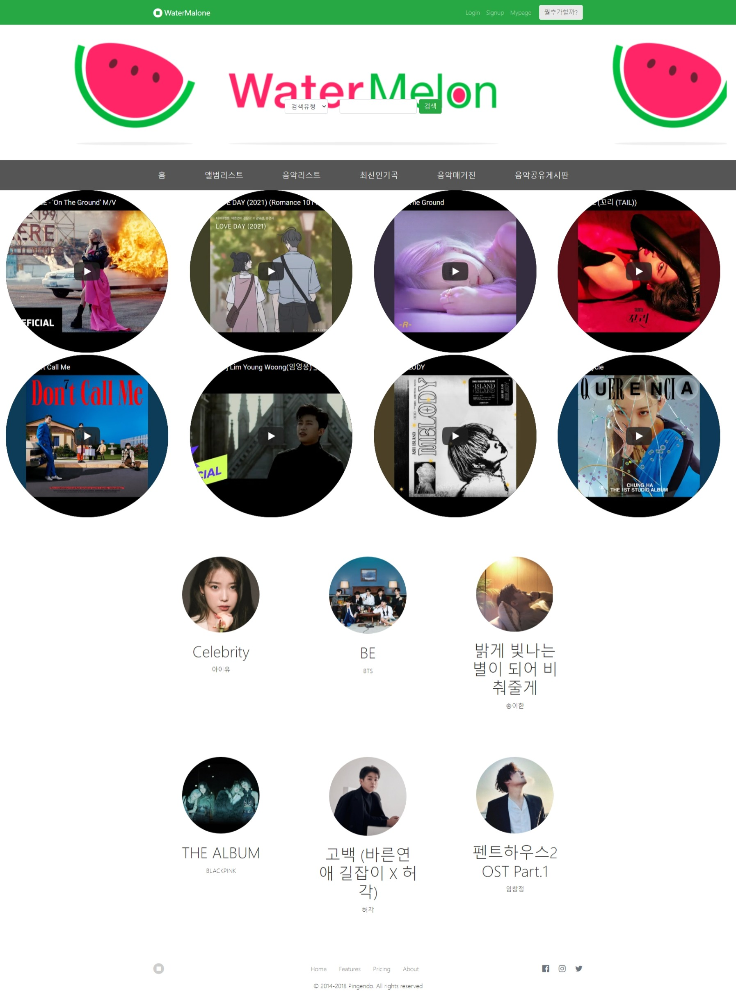 WaterMalone
Login Signup Mypage 뭘추가할까?
WaterMelon
검색유형 검색
홈 앨범리스트 음악리스트 최신인기곡 음악매거진 음악공유게시판
- 'On The Ground' M/V
DAY (2021) (Romance 101
The Ground
(꼬리 (TAIL))
LOVE DAY (2021)
-R-
꼬리
Call Me
Lim Young Woong(임영웅) _
Don't Call Me
7
MELODY
ISLAND
ISLAND
ASH ISLAND
QUERENCIA
CHUNG HA
THE 1ST STUDIO ALBUM
Celebrity
아이유
BE
BTS
밝게 빛나는
별이 되어 비
춰줄게
송이한
THE ALBUM
BLACKPINK
고백 (바른연
애 길잡이 X 허
각)
허각
펜트하우스2
OST Part.1
임창정
Home Features Pricing About
© 2014-2018 Pingendo. All rights reserved